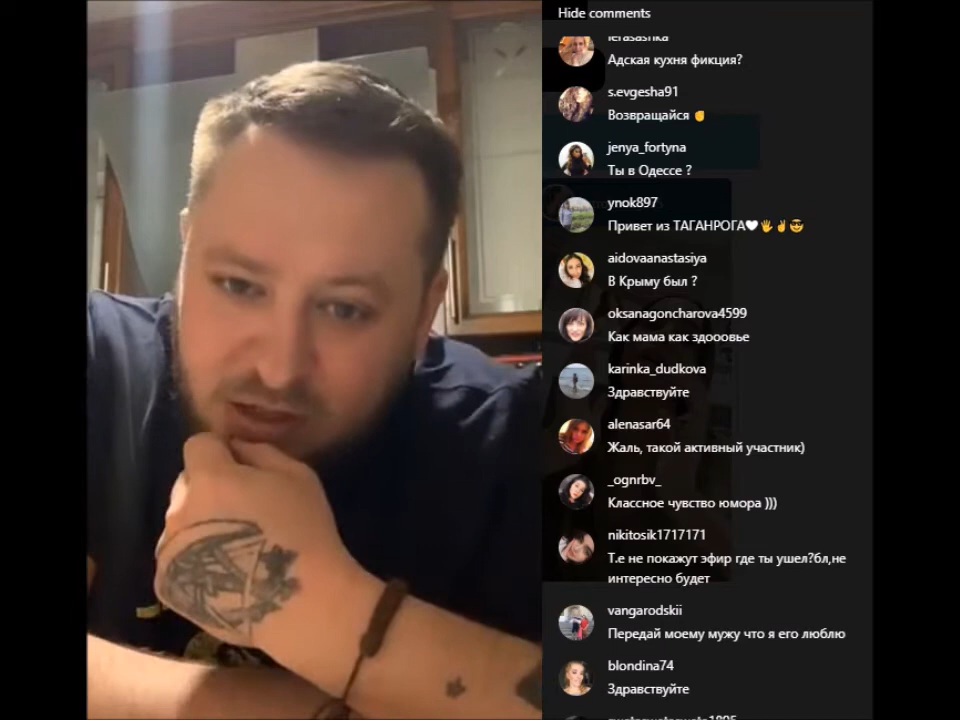 Hide comments
lerasashka
Адская кухня фикция?
s.evgesha91
Возвращайся ✊
jenya_fortyna
Ты в Одессе ?
ynok897
Привет из ТАГАНРОГА🤍🖐✌😎
aidovaanastasiya
В Крыму был ?
oksanagoncharova4599
Как мама как здооовье
karinka_dudkova
Здравствуйте
alenasar64
Жаль, такой активный участник)
_ognrbv_
Классное чувство юмора )))
nikitosik1717171
Т.е не покажут эфир где ты ушел?бл,не
интересно будет
vangarodskii
Передай моему мужу что я его люблю
blondina74
Здравствуйте